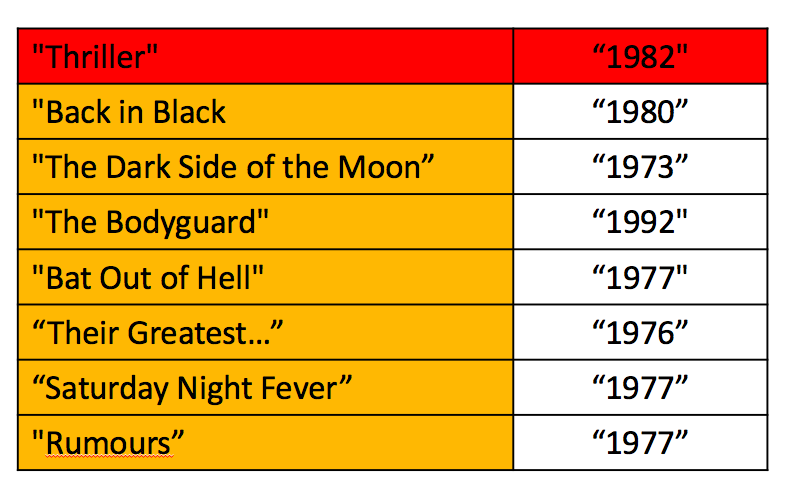 "Thriller" “1982"
"Back in Black “1980”
"The Dark Side of the Moon” “1973”
"The Bodyguard" “1992"
"Bat Out of Hell" “1977"
“Their Greatest…” “1976”
“Saturday Night Fever” “1977”
"Rumours” “1977”